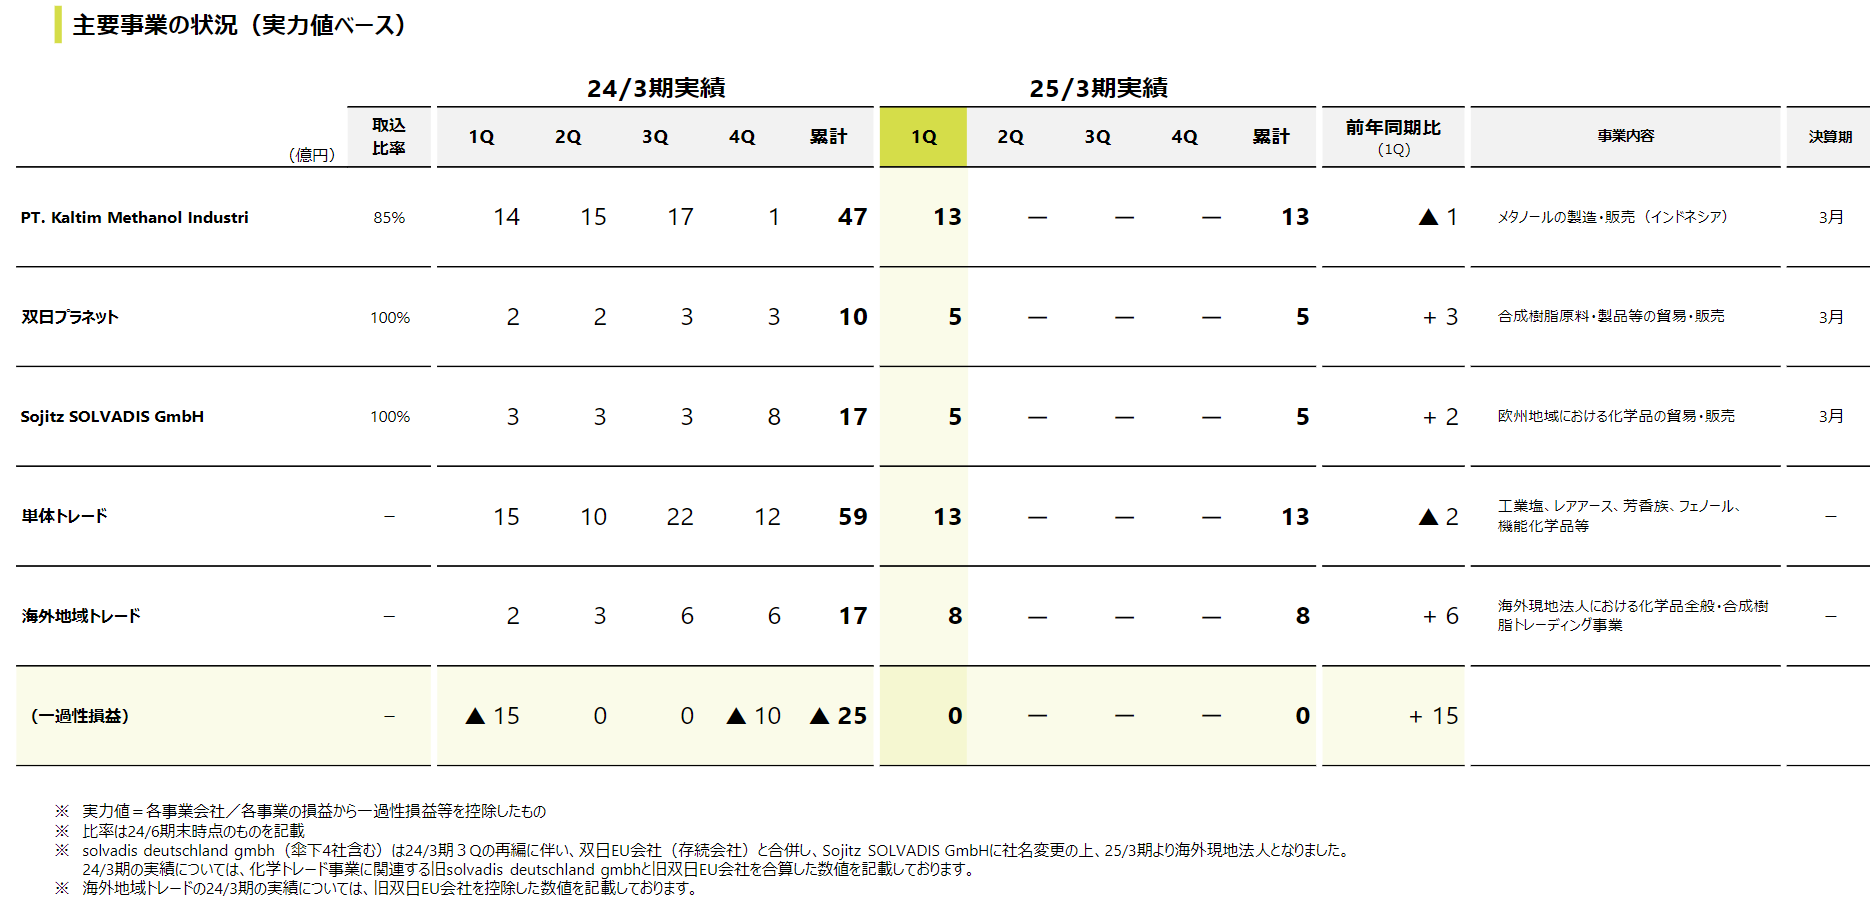 主要事業の状況（実力値ベース）
24/3期実績 25/3期実績
（億円） 取込比率 1Q 2Q 3Q 4Q 累計 1Q 2Q 3Q 4Q 累計 前年同期比（1Q） 事業内容 決算期
PT. Kaltim Methanol Industri 85% 14 15 17 1 47 13 － － － 13 ▲ 1 メタノールの製造・販売（インドネシア） 3月
双日プラネット 100% 2 2 3 3 10 5 － － － 5 + 3 合成樹脂原料・製品等の貿易・販売 3月
Sojitz SOLVADIS GmbH 100% 3 3 3 8 17 5 － － － 5 + 2 欧州地域における化学品の貿易・販売 3月
単体トレード － 15 10 22 12 59 13 － － － 13 ▲ 2 工業塩、レアアース、芳香族、フェノール、
機能化学品等 －
海外地域トレード － 2 3 6 6 17 8 － － － 8 + 6 海外現地法人における化学品全般・合成樹
脂トレーディング事業 －
（一過性損益） － ▲ 15 0 0 ▲ 10 ▲ 25 0 － － － 0 + 15
※ 実力値＝各事業会社／各事業の損益から一過性損益等を控除したもの
※ 比率は24/6期末時点のものを記載
※ solvadis deutschland gmbh（傘下4社含む）は24/3期３Qの再編に伴い、双日EU会社（存続会社）と合併し、Sojitz SOLVADIS GmbHに社名変更の上、25/3期より海外現地法人となりました。
24/3期の実績については、化学トレード事業に関連する旧solvadis deutschland gmbhと旧双日EU会社を合算した数値を記載しております。
※ 海外地域トレードの24/3期の実績については、旧双日EU会社を控除した数値を記載しております。